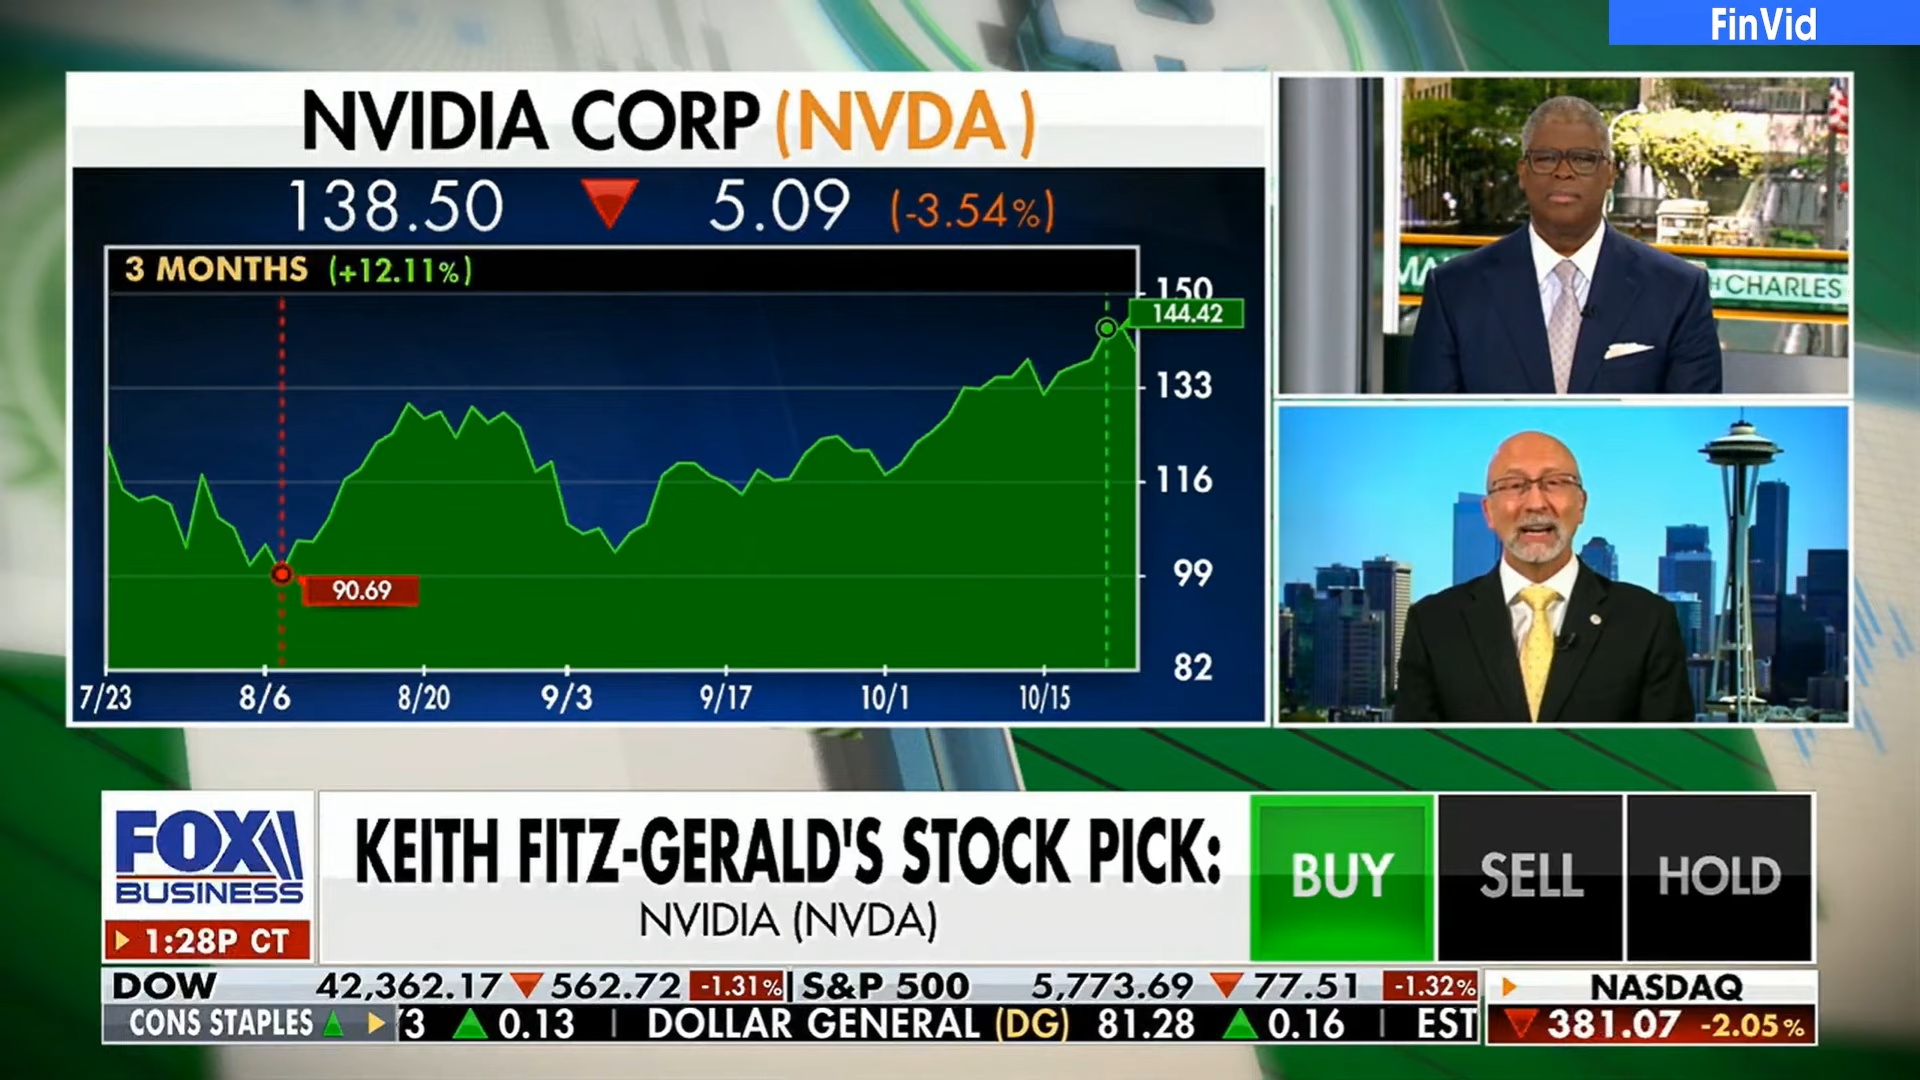 FinVid
NVIDIA CORP (NVDA)
138.50 ▼ 5.09 (-3.54%)
3 MONTHS (+12.11%)
150
144.42
133
116
99
90.69
82
7/23 8/6 8/20 9/3 9/17 10/1 10/15
CHARLES
FOX
BUSINESS
1:28P CT
KEITH FITZ-GERALD'S STOCK PICK:
NVIDIA (NVDA)
BUY SELL HOLD
DOW 42,362.17 ▼ 562.72 -1.31% S&P 500 5,773.69 ▼ 77.51 -1.32%
NASDAQ
CONS STAPLES ▲ 73 ▲ 0.13 | DOLLAR GENERAL (DG) 81.28 ▲ 0.16 | EST
▼ 381.07 -2.05%